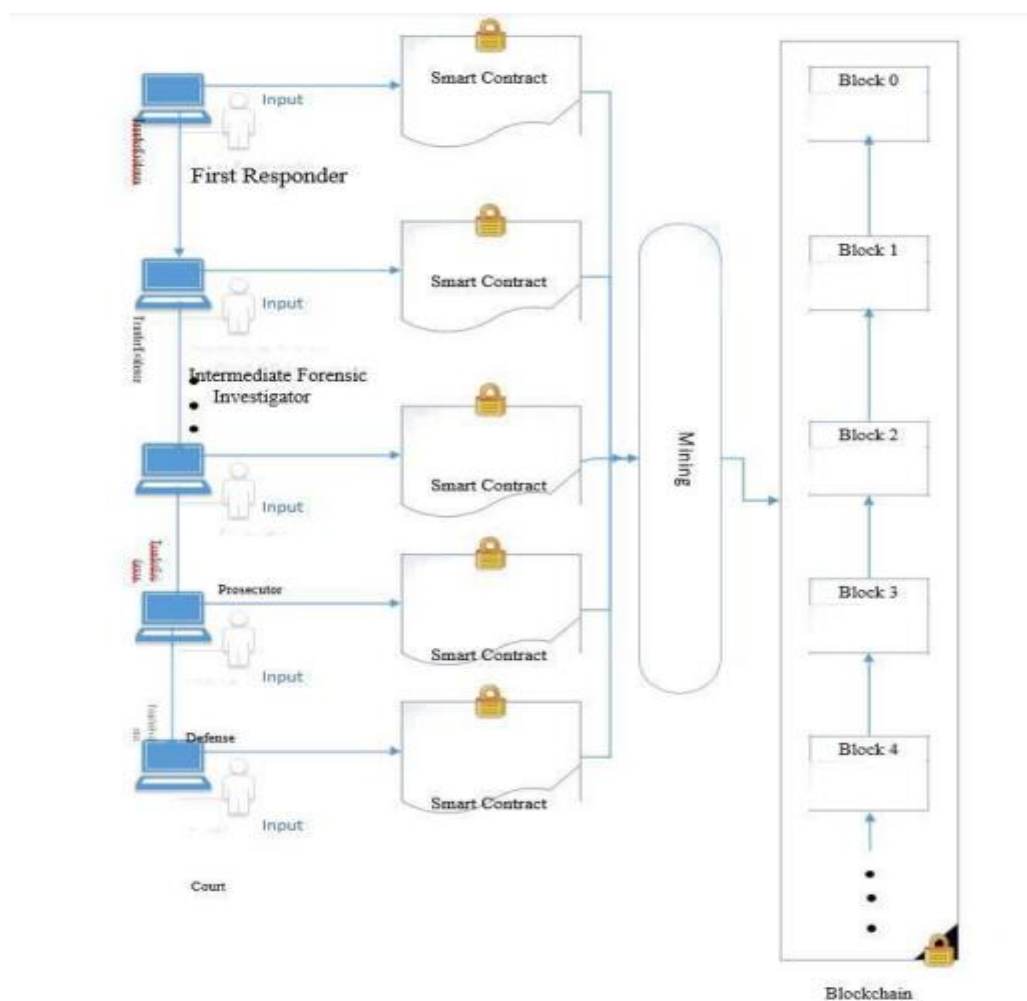 Smart Contract
Block 0
Input
First Responder
Smart Contract
Block 1
Input
Intermediate Forensic
Investigator
Smart Contract
Mining
Block 2
Input
Prosecutor
Smart Contract
Block 3
Input
Defense
Smart Contract
Block 4
Input
Court
Blockchain